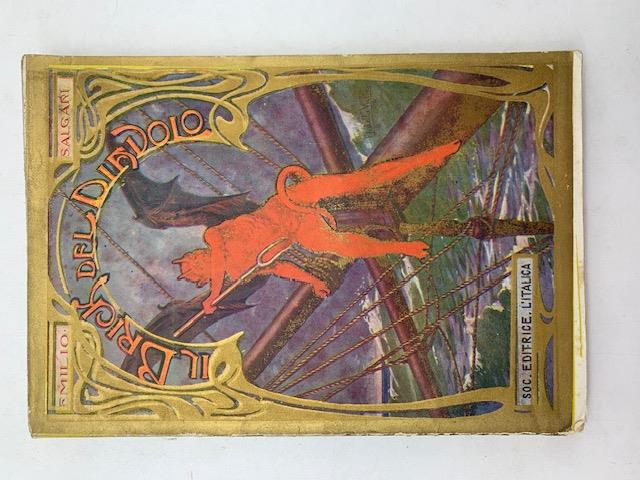 EMILIO
SALGARI
IL BRICK DEL DIAVOLO
SOC. EDITRICE. L'ITALICA